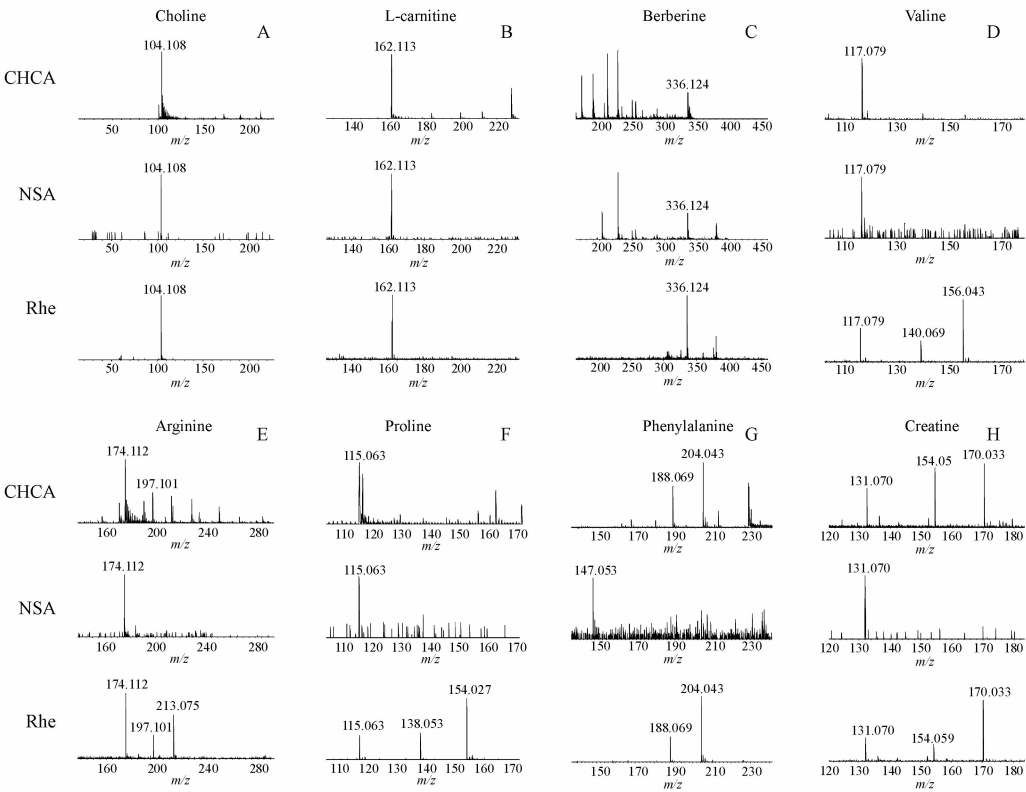 Choline L-carnitine Berberine Valine
A B C D
CHCA 104.108 162.113 336.124 117.079
50 100 150 200 140 160 180 200 220 200 250 300 350 400 450 110 130 150 170
m/z m/z m/z m/z
NSA 104.108 162.113 336.124 117.079
50 100 150 200 140 160 180 200 220 200 250 300 350 400 450 110 130 150 170
m/z m/z m/z m/z
Rhe 104.108 162.113 336.124 117.079 140.069 156.043
50 100 150 200 140 160 180 200 220 200 250 300 350 400 450 110 130 150 170
m/z m/z m/z m/z
Arginine Proline Phenylalanine Creatine
E F G H
CHCA 174.112 197.101 115.063 188.069 204.043 131.070 154.05 170.033
160 200 240 280 110 120 130 140 150 160 170 150 170 190 210 230 120 130 140 150 160 170 180
m/z m/z m/z m/z
NSA 174.112 115.063 147.053 131.070
160 200 240 280 110 120 130 140 150 160 170 150 170 190 210 230 120 130 140 150 160 170 180
m/z m/z m/z m/z
Rhe 174.112 197.101 213.075 115.063 138.053 154.027 188.069 204.043 131.070 154.059 170.033
160 200 240 280 110 120 130 140 150 160 170 150 170 190 210 230 120 130 140 150 160 170 180
m/z m/z m/z m/z